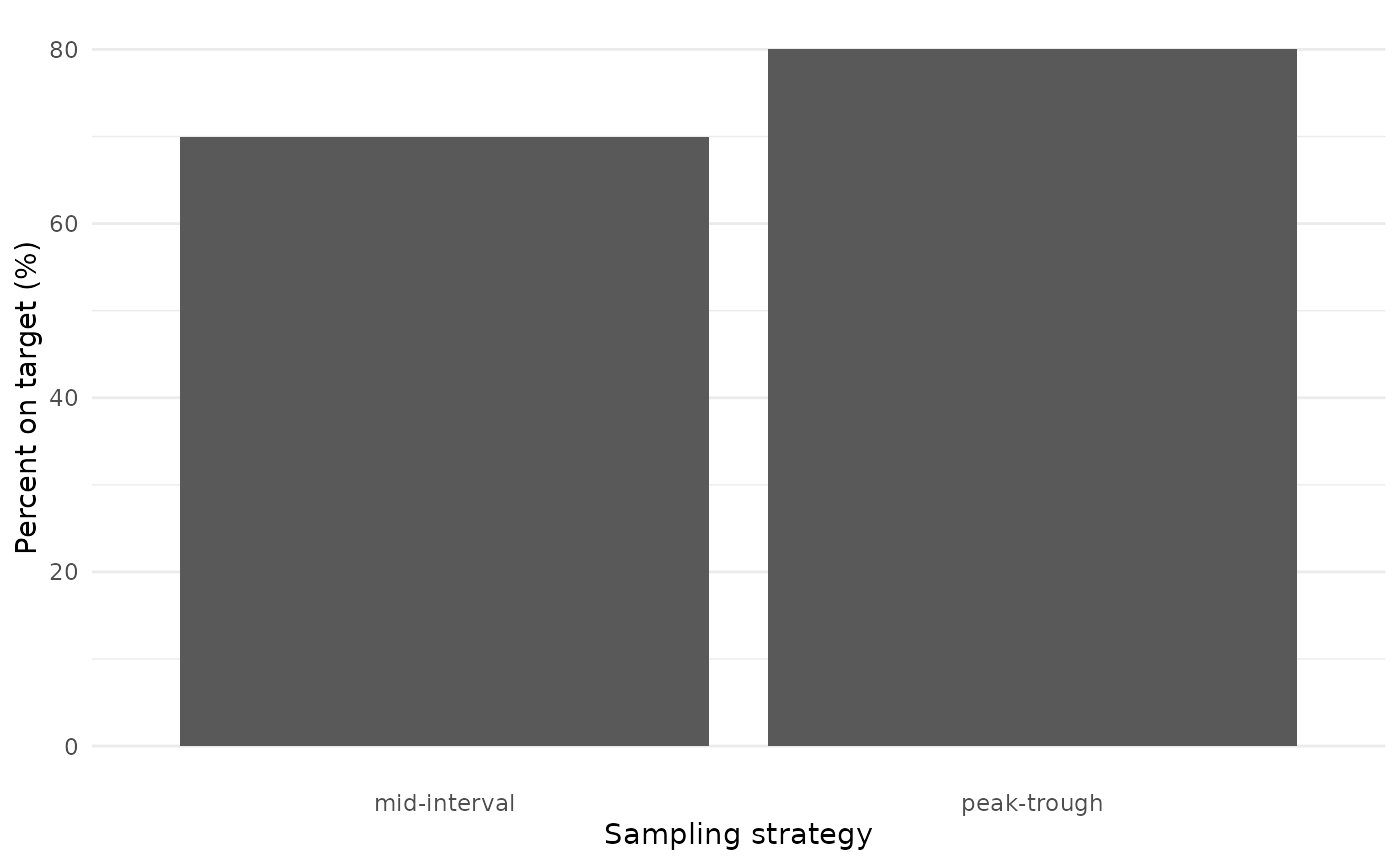 80
60
40
20
0
Percent on target (%)
mid-interval
peak-trough
Sampling strategy